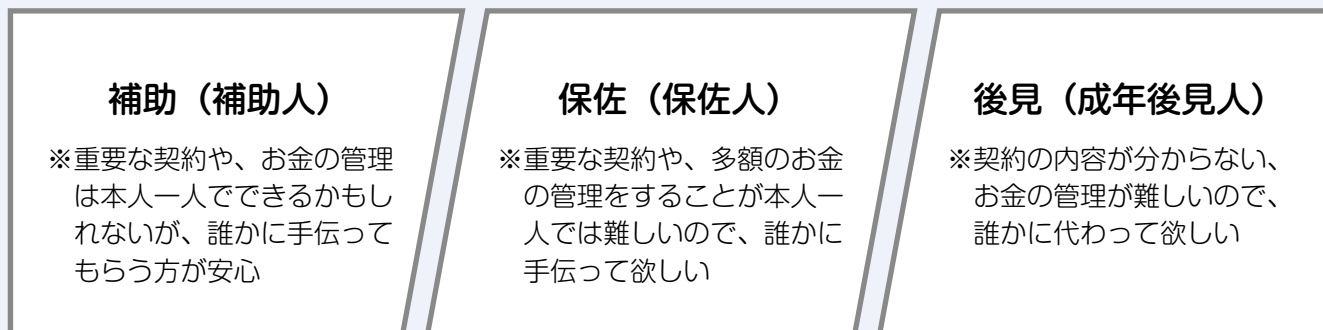 補助（補助人）
※重要な契約や、お金の管理
は本人一人でできるかもし
れないが、誰かに手伝って
もらう方が安心
保佐（保佐人）
※重要な契約や、多額のお金
の管理をすることが本人一
人では難しいので、誰かに
手伝って欲しい
後見（成年後見人）
※契約の内容が分からない、
お金の管理が難しいので、
誰かに代わって欲しい